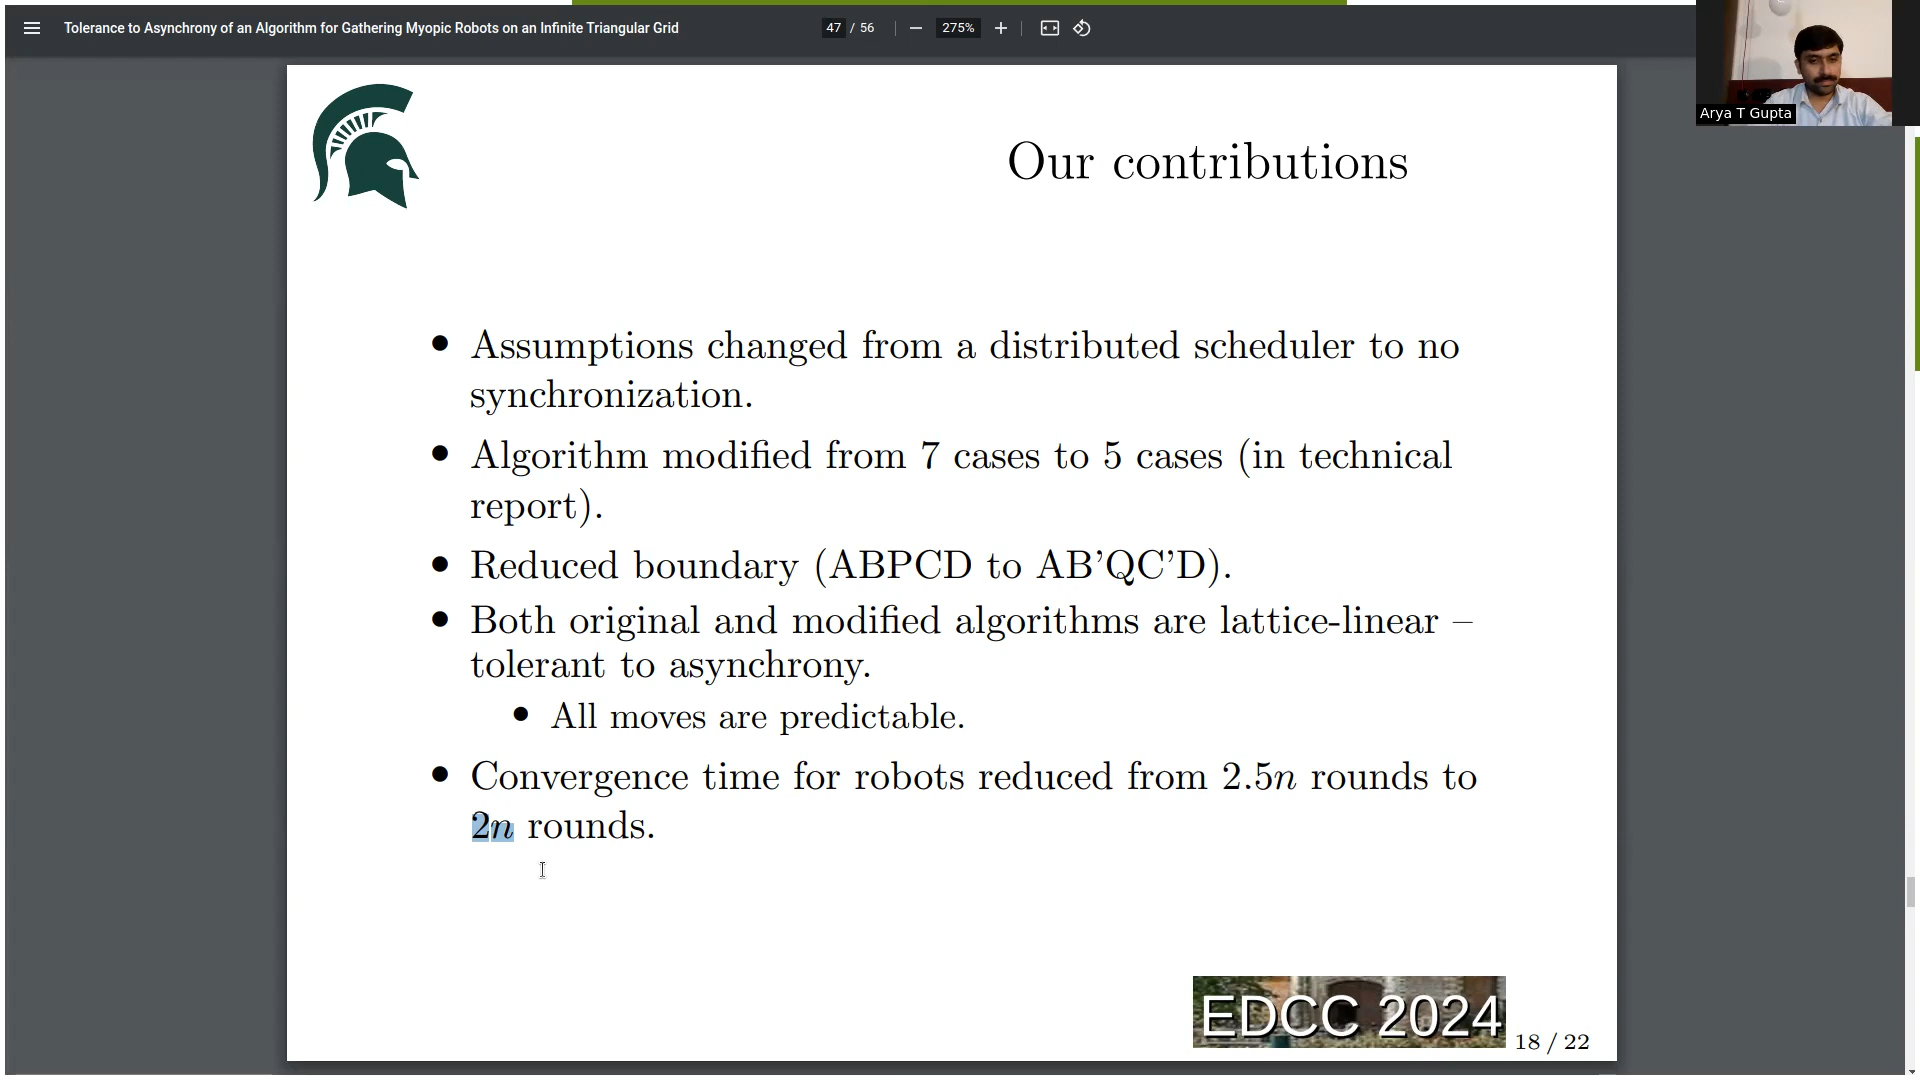 Tolerance to Asynchrony of an Algorithm for Gathering Myopic Robots on an Infinite Triangular Grid
47 / 56
275%
Arya T Gupta
Our contributions
• Assumptions changed from a distributed scheduler to no
synchronization.
• Algorithm modified from 7 cases to 5 cases (in technical
report).
• Reduced boundary (ABPCD to AB’QC’D).
• Both original and modified algorithms are lattice-linear –
tolerant to asynchrony.
• All moves are predictable.
• Convergence time for robots reduced from 2.5n rounds to
2n rounds.
EDCC 2024
18 / 22